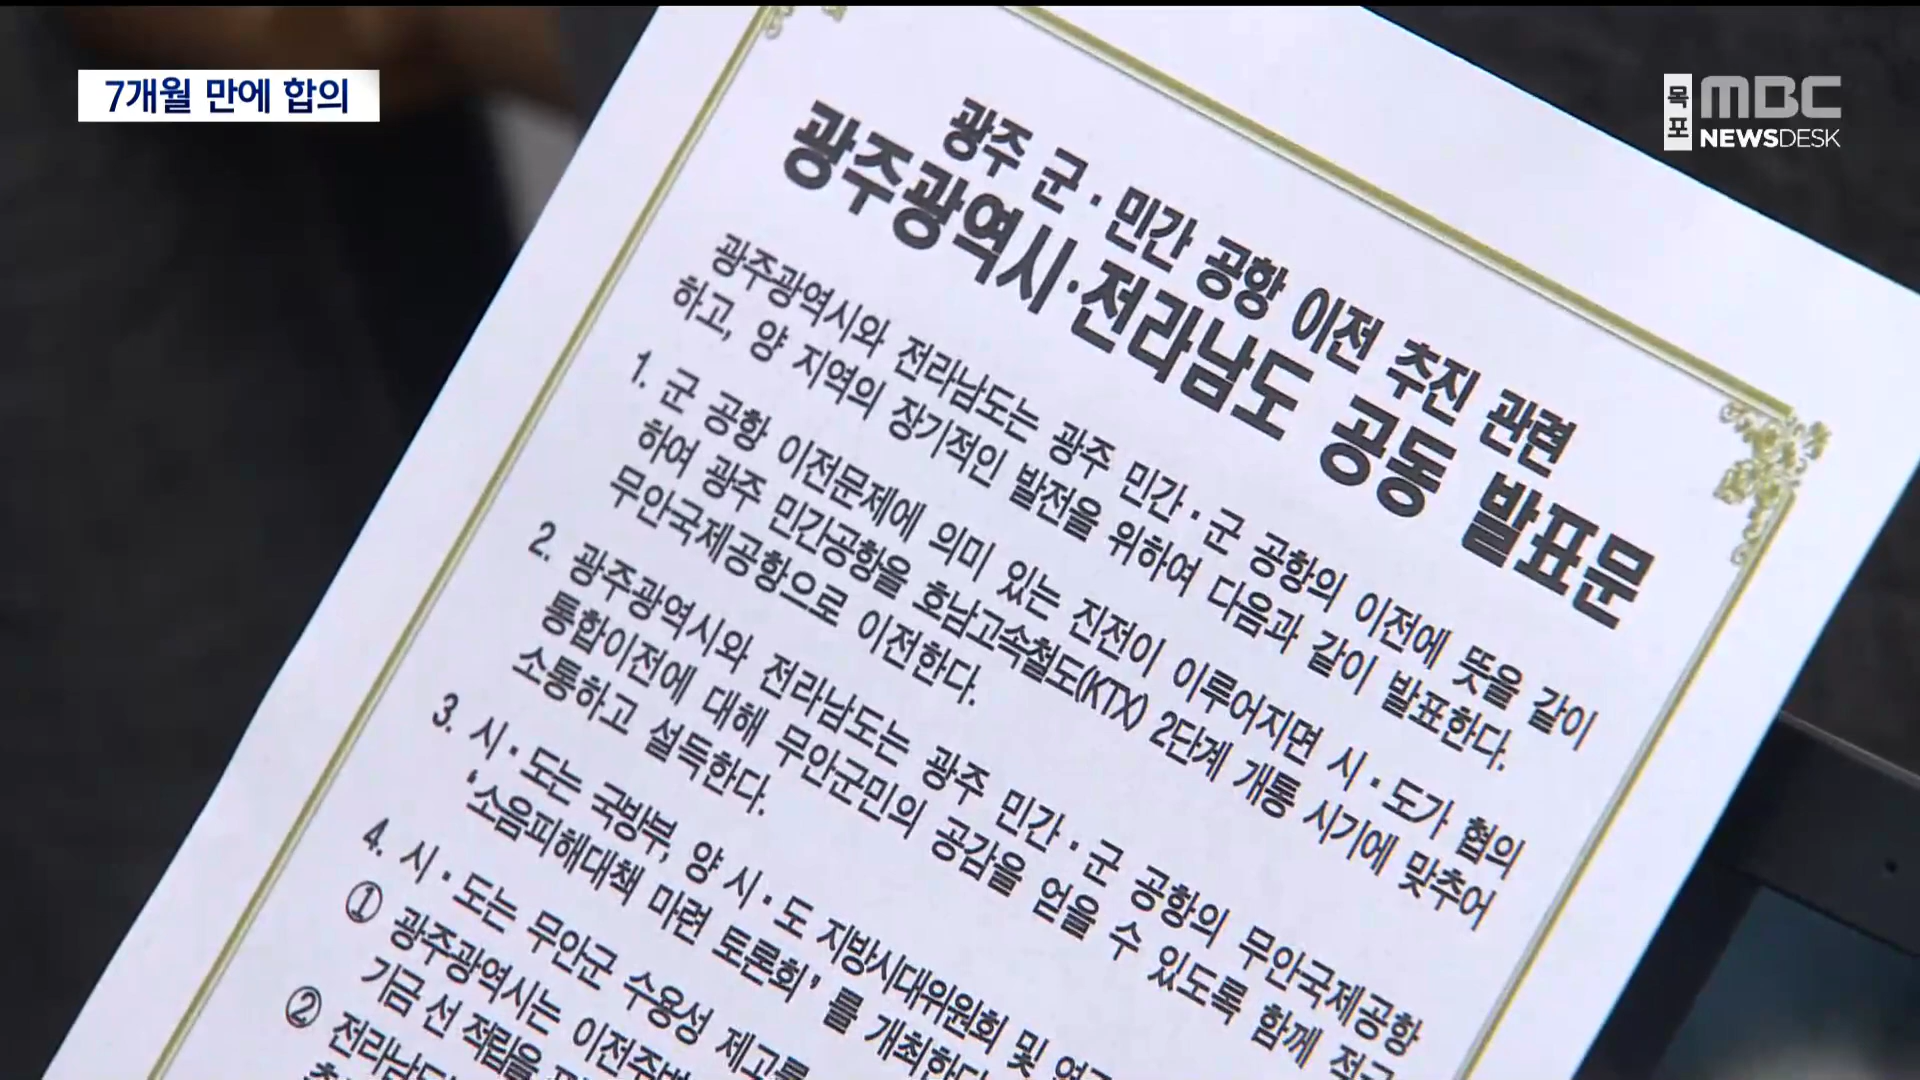 7개월 만에 합의
목포
MBC
NEWSDESK
광주 군·민간 공항 이전 추진 관련
광주광역시·전라남도 공동 발표문
광주광역시와 전라남도는 광주 민간·군 공항의 이전에 뜻을 같이
하고, 양 지역의 장기적인 발전을 위하여 다음과 같이 발표한다.
1. 군 공항 이전문제에 의미 있는 진전이 이루어지면 시·도가 협의
하여 광주 민간공항을 호남고속철도(KTX) 2단계 개통 시기에 맞추어
무안국제공항으로 이전한다.
2. 광주광역시와 전라남도는 광주 민간·군 공항의 무안국제공항
통합이전에 대해 무안군민의 공감을 얻을 수 있도록 함께 적극
소통하고 설득한다.
3. 시·도는 국방부, 양 시·도 지방시대위원회 및
'소음피해대책 마련 토론회' 를 개최한다
4. 시·도는 무안군 수용성 제고를
① 광주광역시는 이전주변
기금 선 적립을
② 전라남도